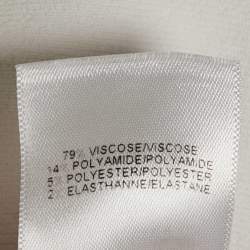 79% VISCOSE/VISCOSE
14% POLYAMIDE/POLYAMIDE
5% POLYESTER/POLYESTER
2% ELASTHANNE/ELASTANE